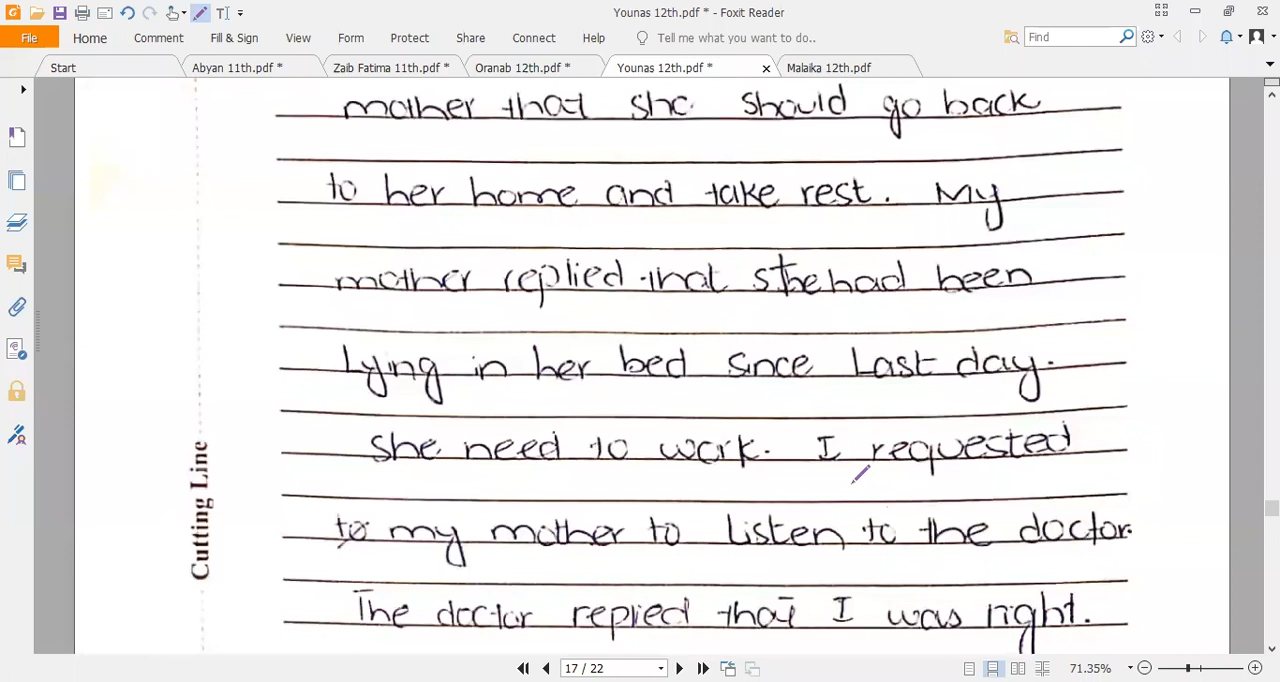 Younas 12th.pdf * - Foxit Reader
File Home Comment Fill & Sign View Form Protect Share Connect Help Tell me what you want to do.. Find
Start Abyan 11th.pdf * Zaib Fatima 11th.pdf * Oranab 12th.pdf * Younas 12th.pdf * Malaika 12th.pdf
mother that she should go back
to her home and take rest. My
mother replied that she had been
Lying in her bed since Last day.
she need to work. I requested
to my mother to Listen to the doctor.
The doctor replied that I was right.
Cutting Line
17 / 22 71.35%